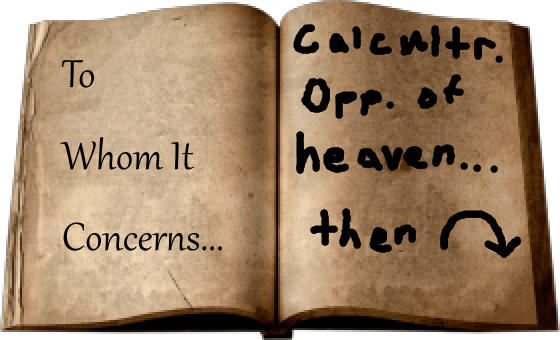 To
Whom It
Concerns...
Calcultr.
Opp. of
heaven...
then